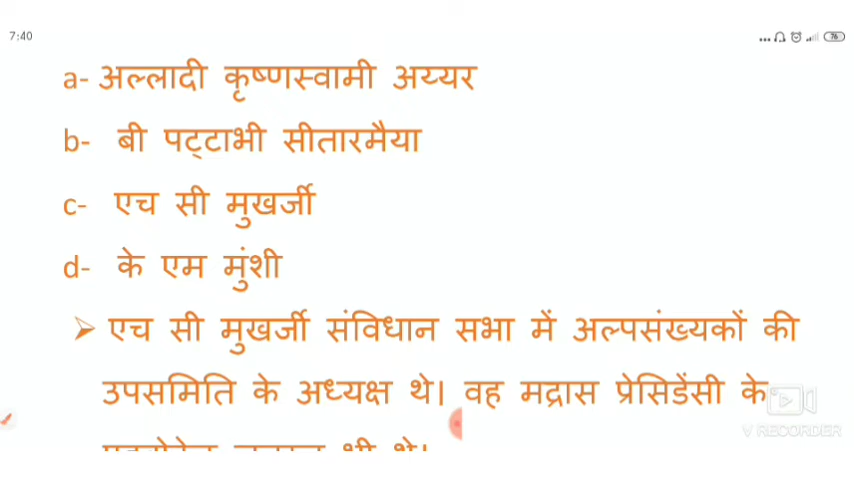 7:40
76
a- अल्लादी कृष्णस्वामी अय्यर
b- बी पट्टाभी सीतारमैया
c- एच सी मुखर्जी
d- के एम मुंशी
➢ एच सी मुखर्जी संविधान सभा में अल्पसंख्यकों की
उपसमिति के अध्यक्ष थे। वह मद्रास प्रेसिडेंसी के
भी थे।
V RECORDER